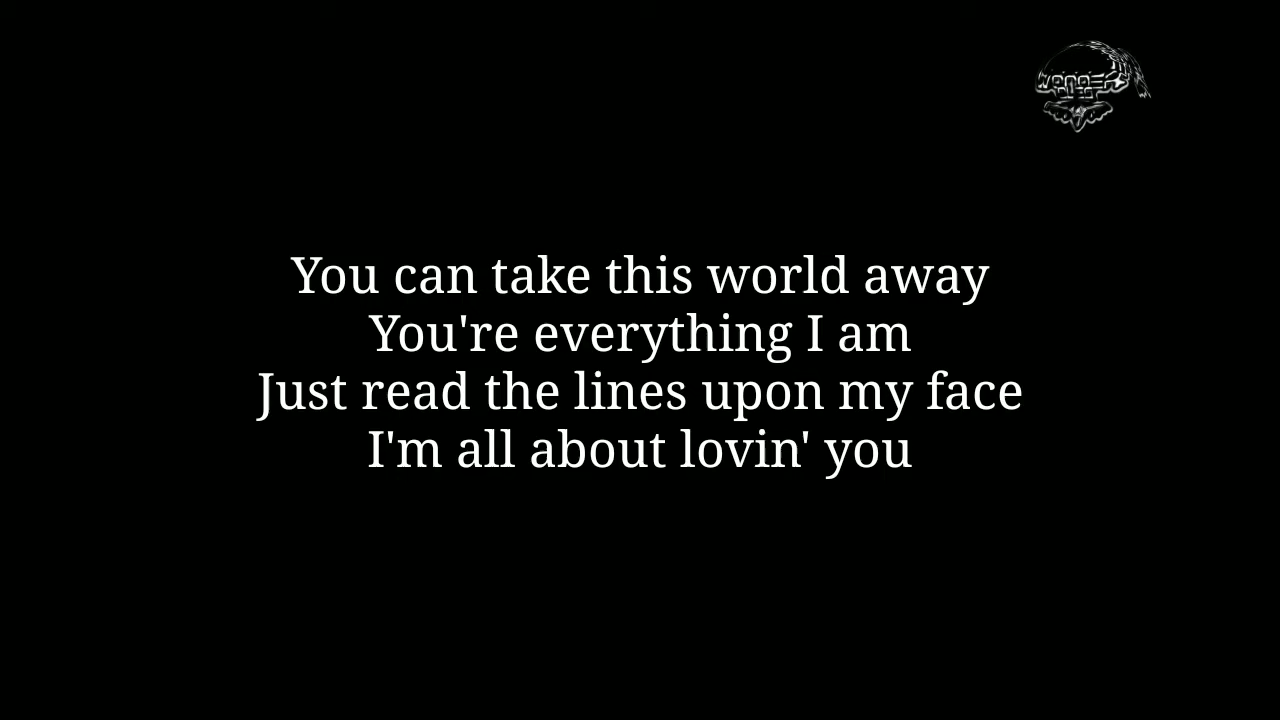 You can take this world away
You're everything I am
Just read the lines upon my face
I'm all about lovin' you